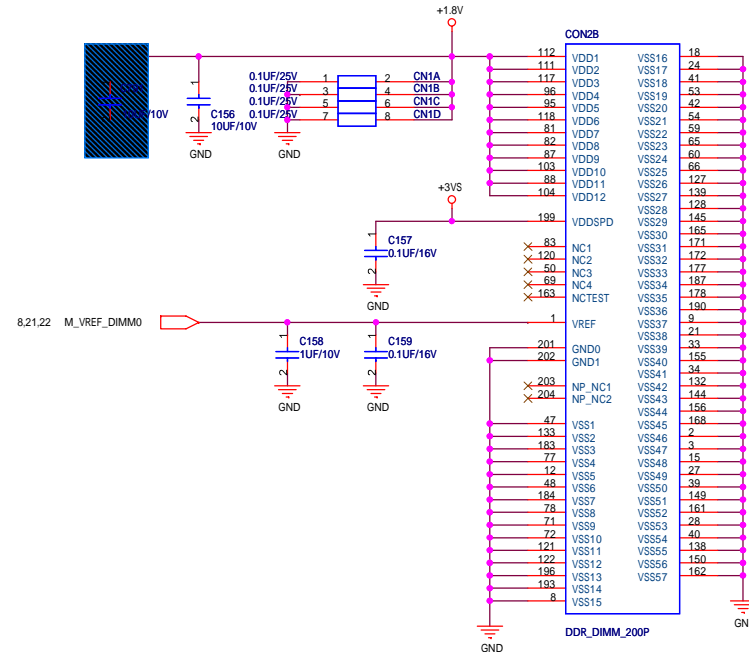 +1.8V
CON2B
112 VDD1 VSS16 18
111 VDD2 VSS17 24
117 VDD3 VSS18 41
96 VDD4 VSS19 53
95 VDD5 VSS20 42
118 VDD6 VSS21 54
81 VDD7 VSS22 59
82 VDD8 VSS23 65
87 VDD9 VSS24 60
103 VDD10 VSS25 66
88 VDD11 VSS26 127
104 VDD12 VSS27 139
VSS28 128
199 VDDSPD VSS29 145
VSS30 165
83 NC1 VSS31 171
120 NC2 VSS32 172
50 NC3 VSS33 177
69 NC4 VSS34 187
163 NCTEST VSS35 178
VSS36 190
1 VREF VSS37 9
VSS38 21
201 GND0 VSS39 33
202 GND1 VSS40 155
VSS41 34
203 NP_NC1 VSS42 132
204 NP_NC2 VSS43 144
VSS44 156
47 VSS1 VSS45 168
133 VSS2 VSS46 2
183 VSS3 VSS47 3
77 VSS4 VSS48 15
12 VSS5 VSS49 27
48 VSS6 VSS50 39
184 VSS7 VSS51 149
78 VSS8 VSS52 161
71 VSS9 VSS53 28
72 VSS10 VSS54 40
121 VSS11 VSS55 138
122 VSS12 VSS56 150
196 VSS13 VSS57 162
193 VSS14
8 VSS15
DDR_DIMM_200P
GND
GN
0.1UF/25V 1 2 CN1A
0.1UF/25V 3 4 CN1B
0.1UF/25V 5 6 CN1C
0.1UF/25V 7 8 CN1D
GND
1
C156
2
10UF/10V
GND
/10V
+3VS
1
C157
0.1UF/16V
2
GND
8,21,22 M_VREF_DIMM0
1
C158
1UF/10V
2
GND
1
C159
0.1UF/16V
2
GND